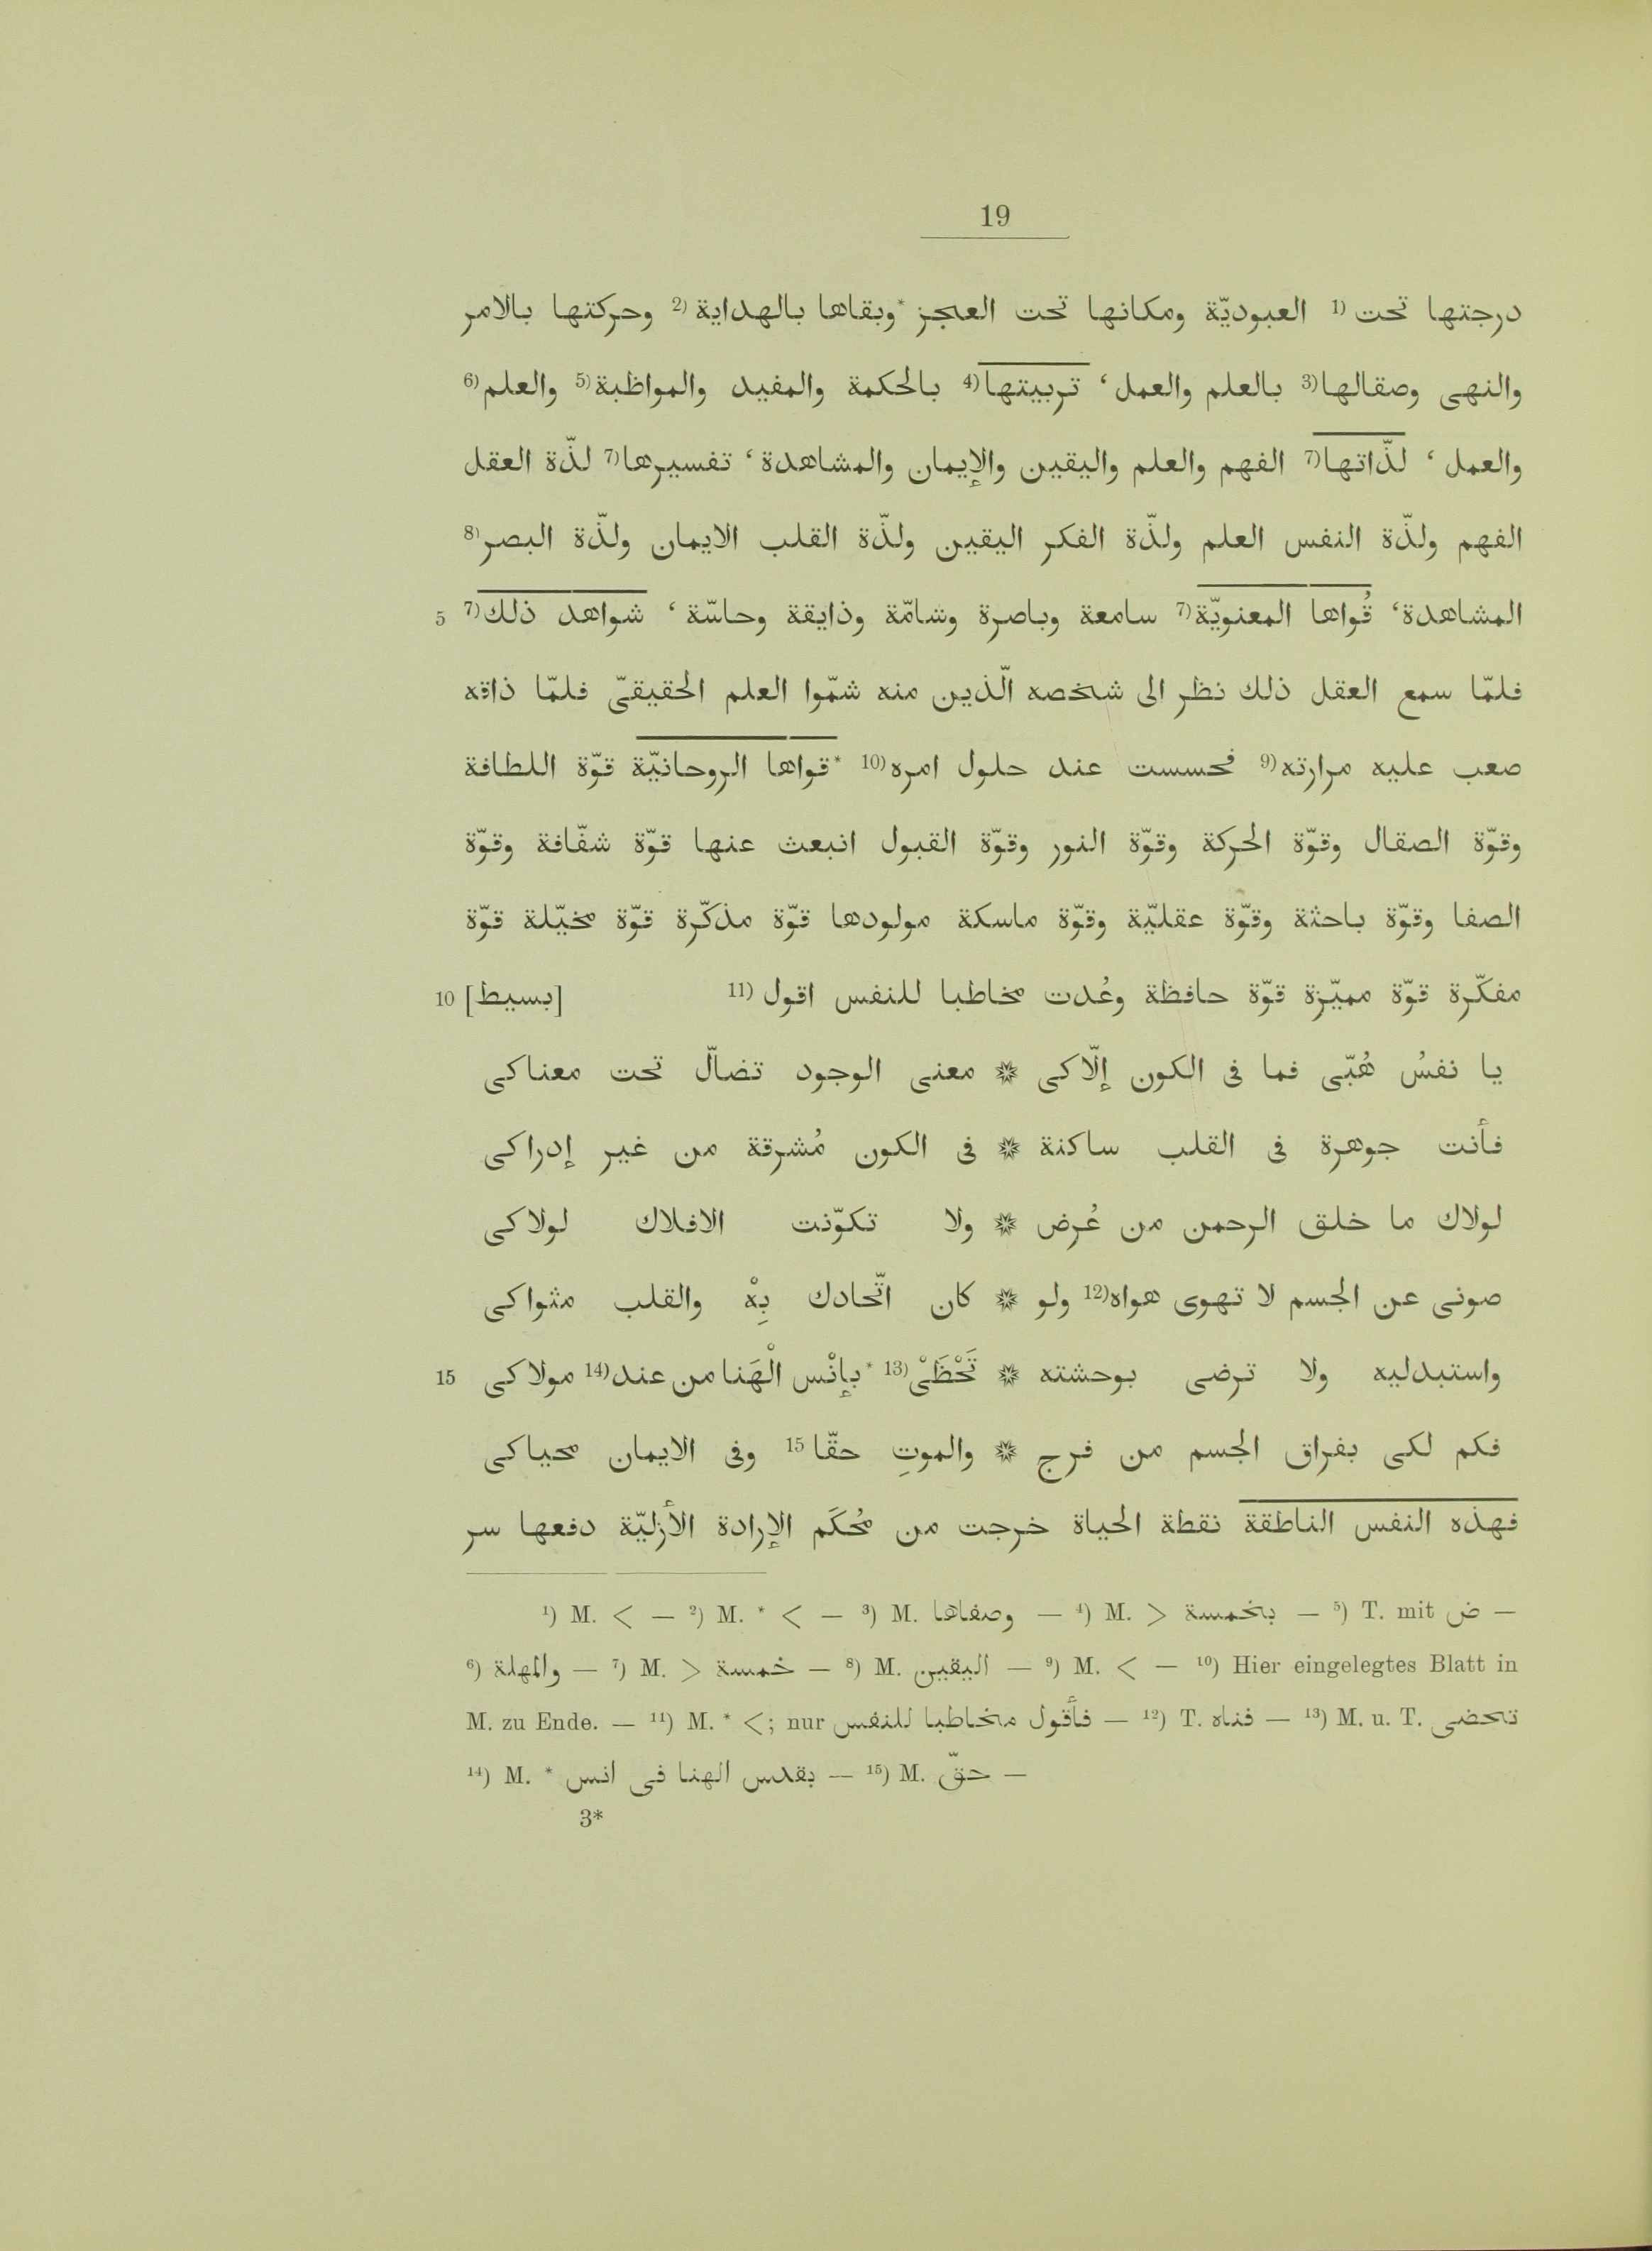 19
درجتها تحت (1 العبوديّة ومكانها تحت العجز *وبقاها بالهداية (2 وحركتها بالامر
والنهى وصقالها(3 بالعلم والعمل، تربيتها(4 بالحكمة والمفيد والمواظبة(5 والعلم(6
والعمل، لذّاتها(7 الفهم والعلم واليقين والإيمان والمشاهدة، تفسيرها(7 لذّة العقل
الفهم ولذّة النفس العلم ولذّة الفكر اليقين ولذّة القلب الايمان ولذّة البصر(8
المشاهدة، قُواها المعنويّة(7 سامعة وباصرة وشامّة وذايقة وحاسّة، شواهد ذلك(7 5
فلمّا سمع العقل ذلك نظر الى شخصه الّذين منه شمّوا العلم الحقيقىّ فلمّا ذاقه
صعب عليه مرارته(9 فحسست عند حلول امره(10 *قواها الروحانيّة قوّة اللطافة
وقوّة الصقال وقوّة الحركة وقوّة النور وقوّة القبول انبعث عنها قوّة شفّافة وقوّة
الصفا وقوّة باحثة وقوّة عقليّة وقوّة ماسكة مولودها قوّة مذكّرة قوّة مخيّلة قوّة
مفكّرة قوّة مميّزة قوّة حافظة وعُدت مخاطبا للنفس اقول (11 [بسيط] 10
يا نفسُ هُبّى فما فى الكون إلّاكى ※ معنى الوجود تضالّ تحت معناكى
فأنت جوهرة فى القلب ساكنة ※ فى الكون مُشرقة من غير إدراكى
لولاك ما خلق الرحمن من عُرض ※ ولا تكوّنت الافلاك لولاكى
صونى عن الجسم لا تهوى هواه(12 ولو ※ كان اتّحادك بِهْ والقلب مثواكى
واستبدليه ولا ترضى بوحشته ※ تَحْظَىْ(13 *بإنْس الْهَنا من عند(14 مولاكى 15
فكم لكى بفراق الجسم من فرج ※ والموتِ حقّا15 وفى الايمان محياكى
فهذه النفس الناطقة نقطة الحياة خرجت من مُحكَم الإرادة الأزليّة دفعها سر
1) M. < — 2) M. * < — 3) M. وصفاها — 4) M. > بخمسة — 5) T. mit ض —
6) والمهلة — 7) M. > خمسة — 8) M. اليقين — 9) M. < — 10) Hier eingelegtes Blatt in
M. zu Ende. — 11) M. * <; nur فأقول مخاطبا للنفس — 12) T. فناه — 13) M. u. T. تحضى
14) M. * بقدس الهنا فى انس — 15) M. حقّ —
3*